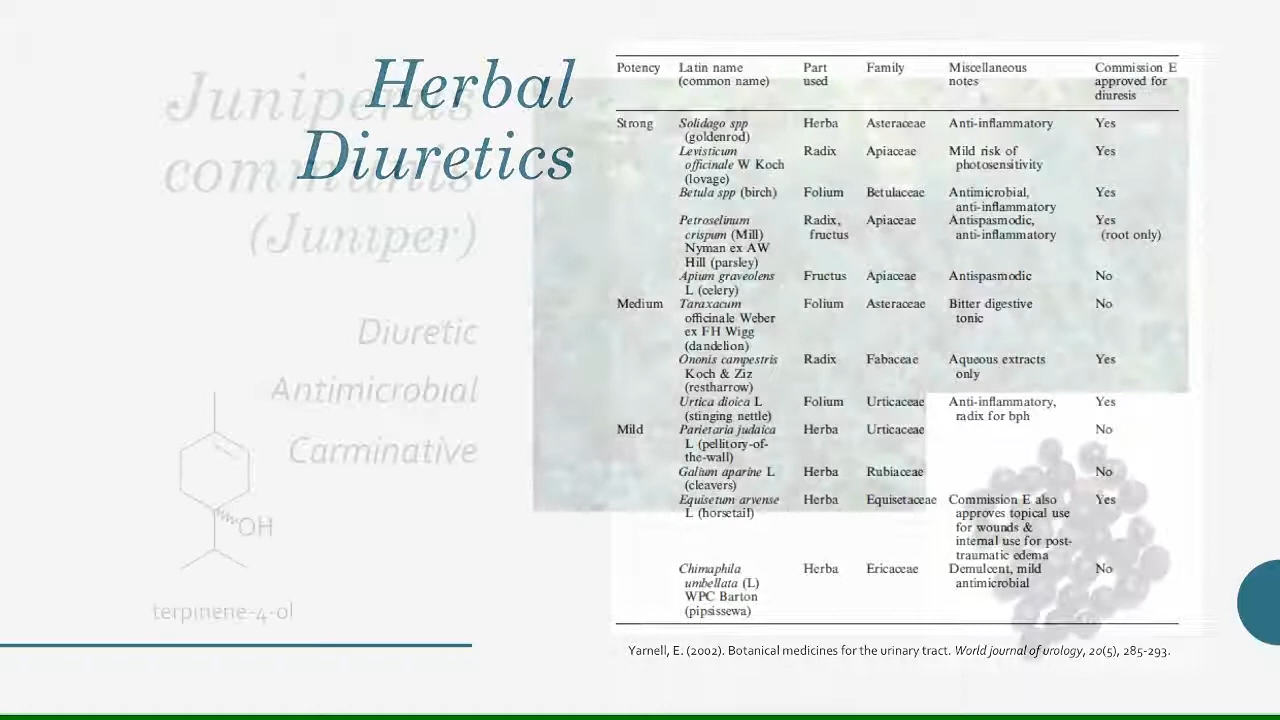 Juniperus
communis
(Juniper)
Diuretic
Antimicrobial
Carminative
OH
terpinene-4-ol
Herbal
Diuretics
Potency Latin name Part Family Miscellaneous Commission E
(common name) used notes approved for
diuresis
Strong Solidago spp Herba Asteraceae Anti-inflammatory Yes
(goldenrod)
Levisticum Radix Apiaceae Mild risk of Yes
officinale W Koch photosensitivity
(lovage)
Betula spp (birch) Folium Betulaceae Antimicrobial, Yes
anti-inflammatory
Petroselinum Radix, Apiaceae Antispasmodic, Yes
crispum (Mill) fructus anti-inflammatory (root only)
Nyman ex AW
Hill (parsley)
Apium graveolens Fructus Apiaceae Antispasmodic No
L (celery)
Medium Taraxacum Folium Asteraceae Bitter digestive No
officinale Weber tonic
ex FH Wigg
(dandelion)
Ononis campestris Radix Fabaceae Aqueous extracts Yes
Koch & Ziz only
(restharrow)
Urtica dioica L Folium Urticaceae Anti-inflammatory, Yes
(stinging nettle) radix for bph
Mild Parietaria judaica Herba Urticaceae No
L (pellitory-of-
the-wall)
Galium aparine L Herba Rubiaceae No
(cleavers)
Equisetum arvense Herba Equisetaceae Commission E also Yes
L (horsetail) approves topical use
for wounds &
internal use for post-
traumatic edema
Chimaphila Herba Ericaceae Demulcent, mild No
umbellata (L) antimicrobial
WPC Barton
(pipsissewa)
Yarnell, E. (2002). Botanical medicines for the urinary tract. World journal of urology, 20(5), 285-293.